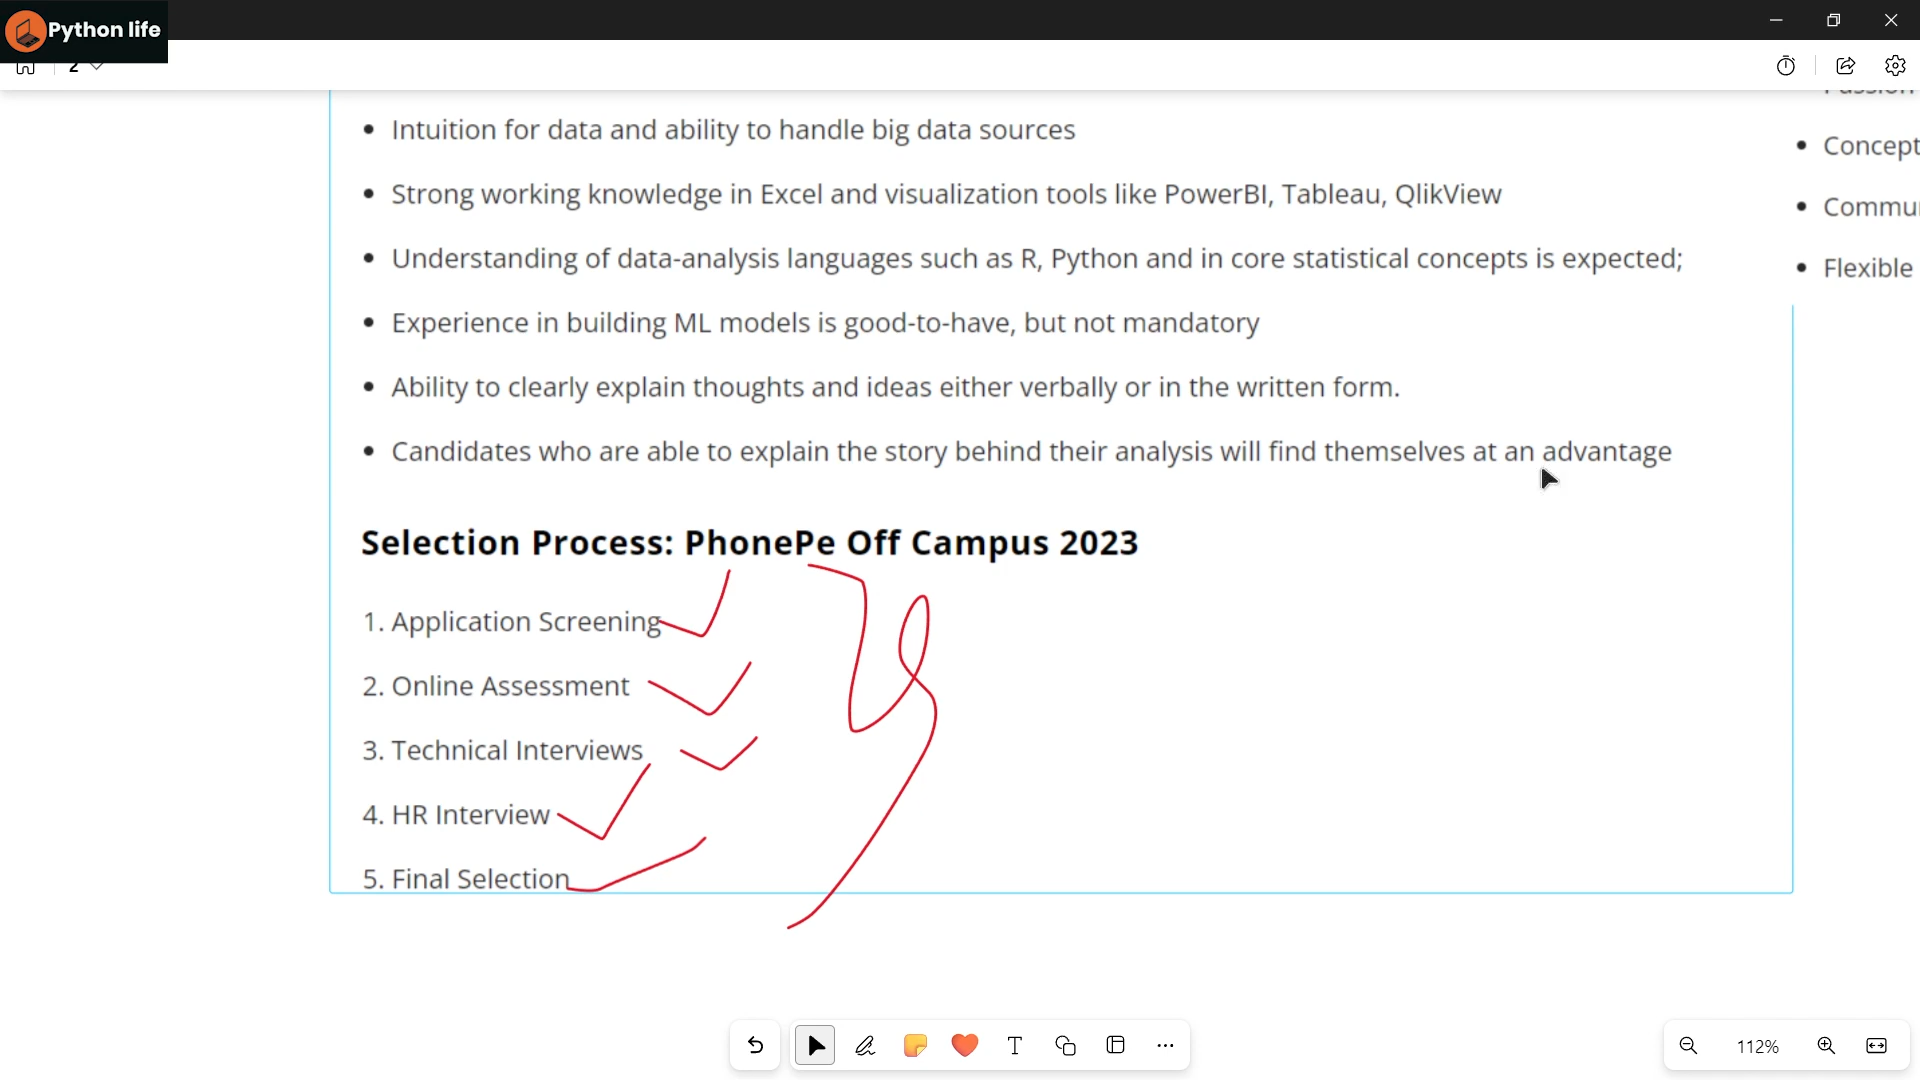 Python life
2
Intuition for data and ability to handle big data sources
Strong working knowledge in Excel and visualization tools like PowerBI, Tableau, QlikView
Understanding of data-analysis languages such as R, Python and in core statistical concepts is expected;
Experience in building ML models is good-to-have, but not mandatory
Ability to clearly explain thoughts and ideas either verbally or in the written form.
Candidates who are able to explain the story behind their analysis will find themselves at an advantage
Selection Process: PhonePe Off Campus 2023
1. Application Screening
2. Online Assessment
3. Technical Interviews
4. HR Interview
5. Final Selection
Concept
Commu
Flexible
112%